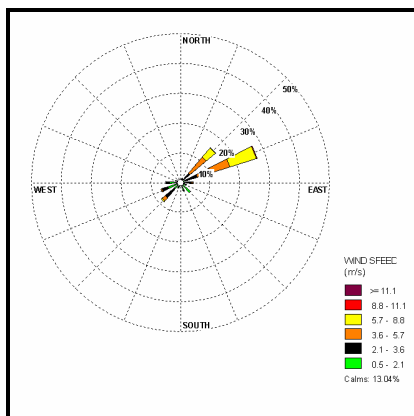 NORTH
50%
40%
30%
20%
10%
WEST
EAST
WIND SPEED
(m/s)
>= 11.1
8.8 - 11.1
5.7 - 8.8
3.6 - 5.7
2.1 - 3.6
0.5 - 2.1
SOUTH
Calms: 13.04%